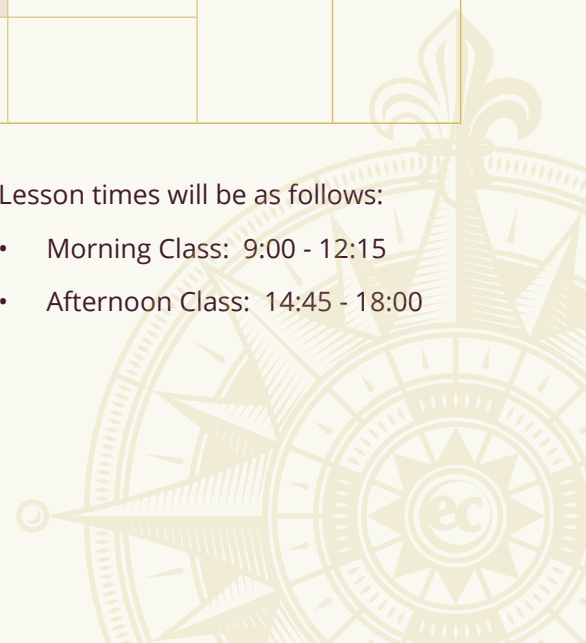 Lesson times will be as follows:
• Morning Class: 9:00 - 12:15
• Afternoon Class: 14:45 - 18:00
ec